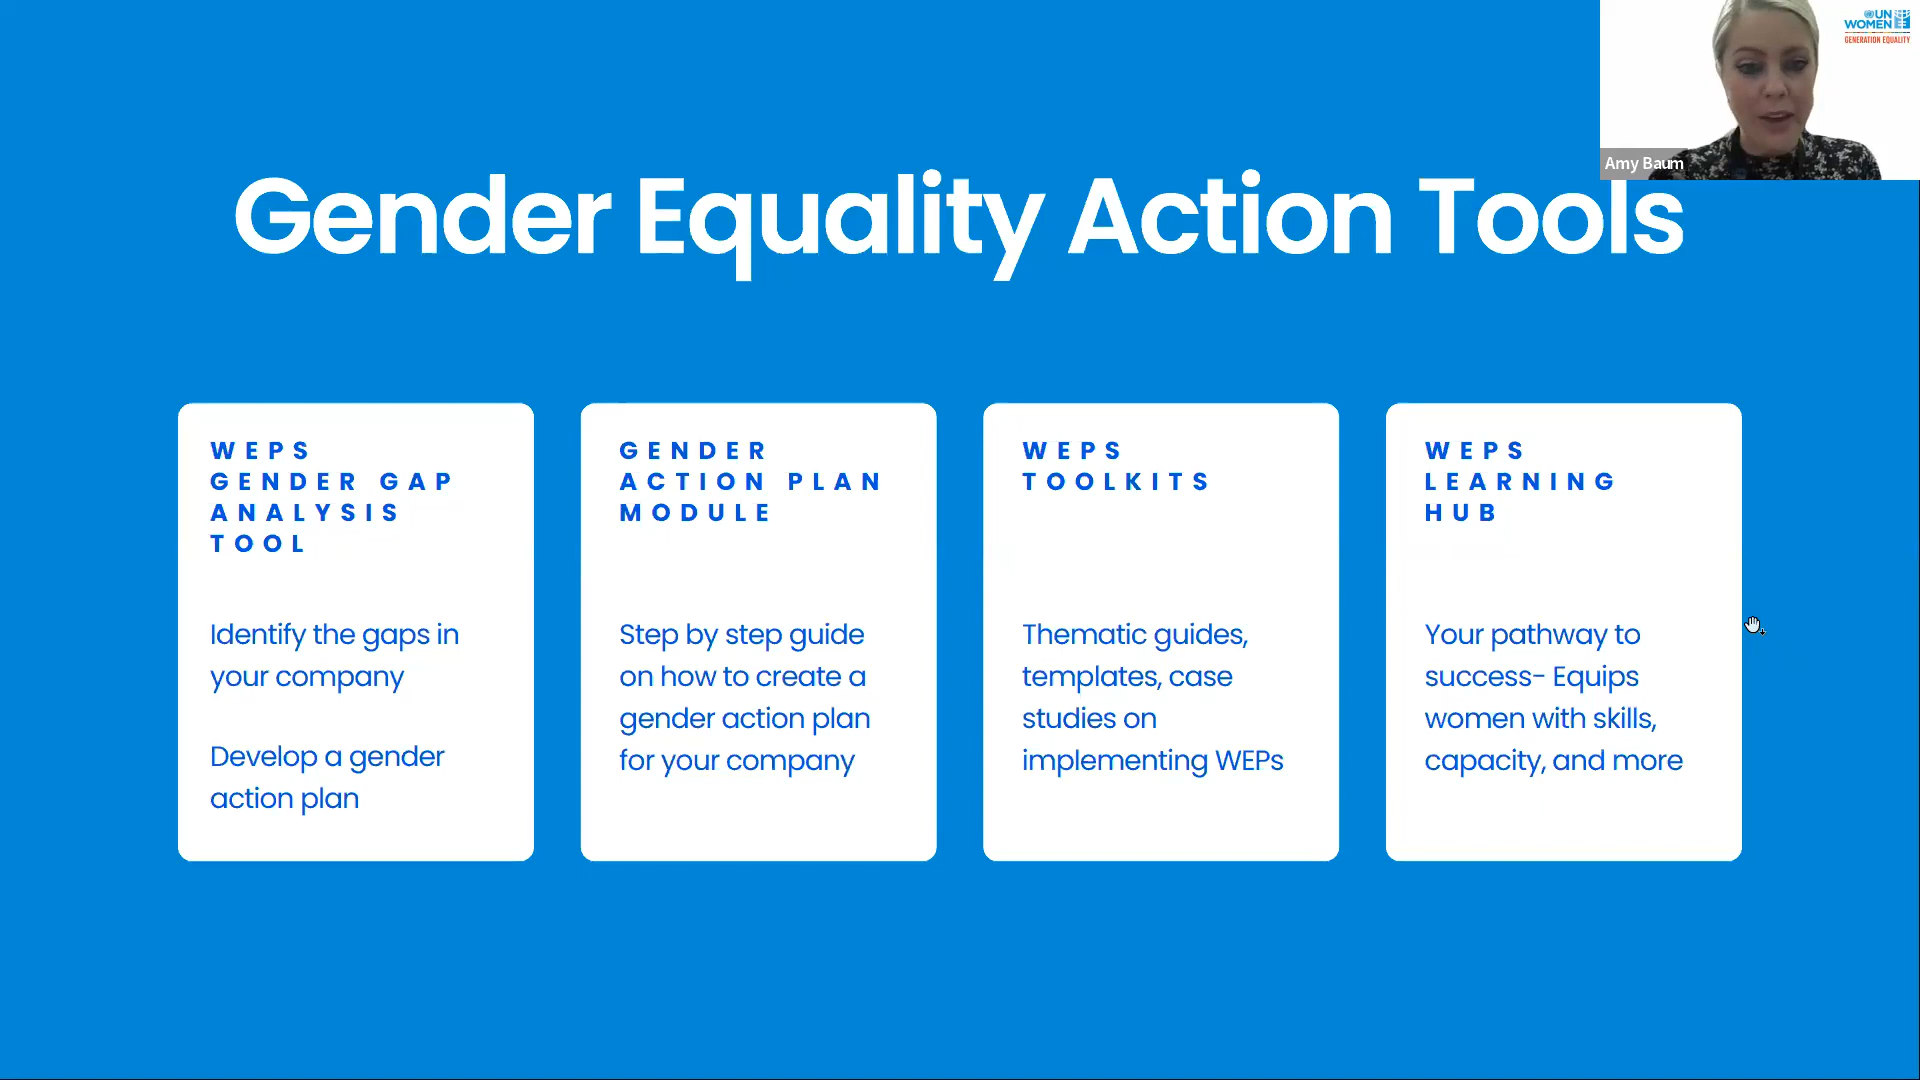 UN
WOMEN
GENERATION EQUALITY
Amy Baum
Gender Equality Action Tools
WEPS
GENDER GAP
ANALYSIS
TOOL
Identify the gaps in
your company
Develop a gender
action plan
GENDER
ACTION PLAN
MODULE
Step by step guide
on how to create a
gender action plan
for your company
WEPS
TOOLKITS
Thematic guides,
templates, case
studies on
implementing WEPs
WEPS
LEARNING
HUB
Your pathway to
success- Equips
women with skills,
capacity, and more